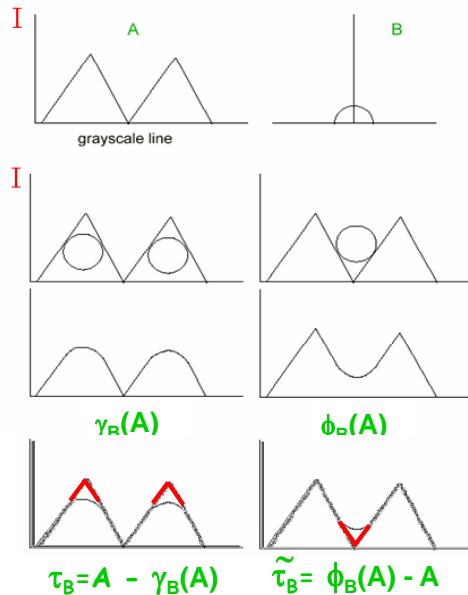 I
A
B
grayscale line
I
γB(A)
ϕB(A)
τB=A - γB(A)
τ̃B= ϕB(A) - A